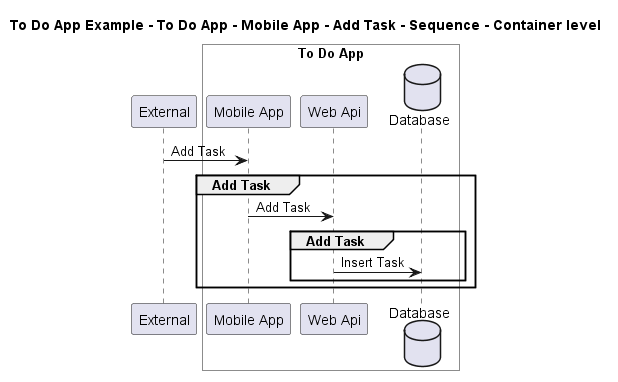 To Do App Example - To Do App - Mobile App - Add Task - Sequence - Container level
To Do App
External
Mobile App
Web Api
Database
Add Task
Add Task
Add Task
Add Task
Insert Task
External
Mobile App
Web Api
Database